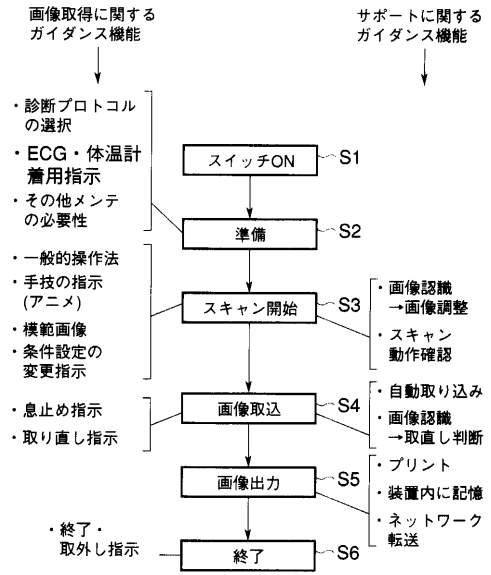 画像取得に関する
ガイダンス機能
サポートに関する
ガイダンス機能
・診断プロトコル
の選択
・ECG・体温計
着用指示
・その他メンテ
の必要性
スイッチON
S1
準備
S2
・一般的操作法
・手技の指示
(アニメ)
・模範画像
・条件設定の
変更指示
スキャン開始
S3
・画像認識
→画像調整
・スキャン
動作確認
・息止め指示
・取り直し指示
画像取込
S4
・自動取り込み
・画像認識
→取直し判断
画像出力
S5
・プリント
・装置内に記憶
・ネットワーク
転送
・終了・
取外し指示
終了
S6